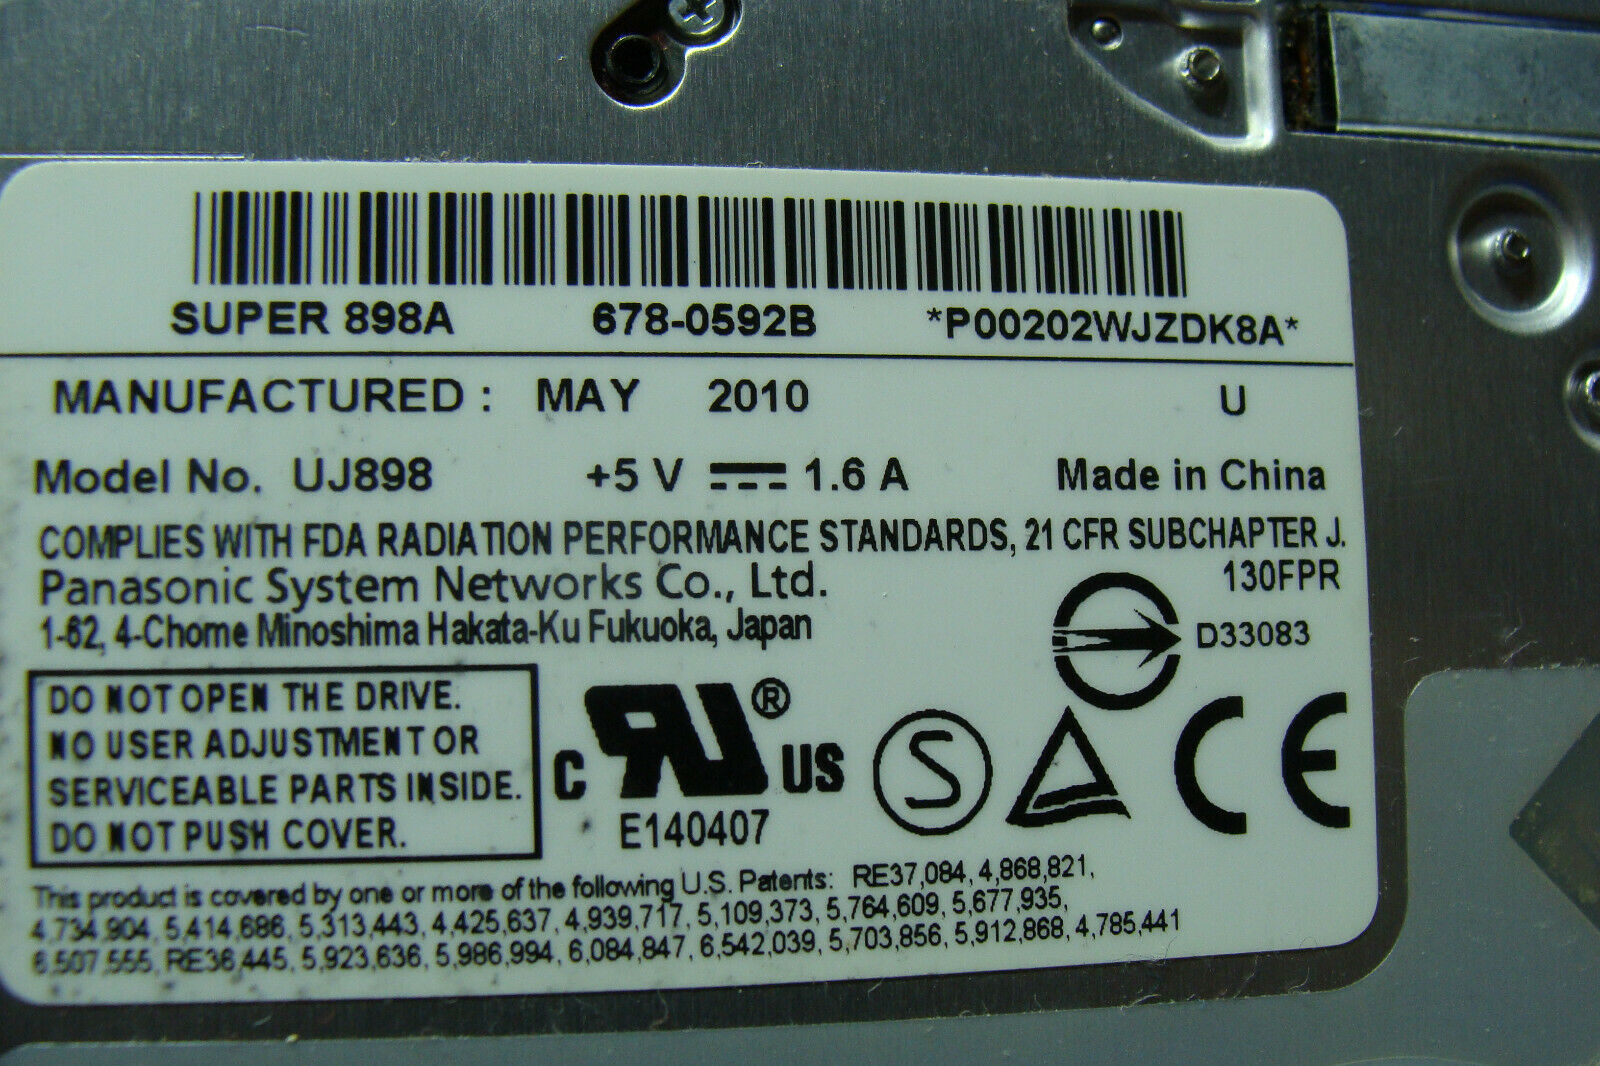 SUPER 898A 678-0592B *P00202WJZDK8A*
MANUFACTURED : MAY 2010 U
Model No. UJ898 +5 V 1.6 A Made in China
COMPLIES WITH FDA RADIATION PERFORMANCE STANDARDS, 21 CFR SUBCHAPTER J.
Panasonic System Networks Co., Ltd. 130FPR
1-62, 4-Chome Minoshima Hakata-Ku Fukuoka, Japan
D33083
DO NOT OPEN THE DRIVE.
NO USER ADJUSTMENT OR
SERVICEABLE PARTS INSIDE.
DO NOT PUSH COVER.
C RU ® US
E140407
S
CE
This product is covered by one or more of the following U.S. Patents: RE37,084, 4,868,821,
4,734,904, 5,414,686, 5,313,443, 4,425,637, 4,939,717, 5,109,373, 5,764,609, 5,677,935,
6,507,555, RE36,445, 5,923,636, 5,986,994, 6,084,847, 6,542,039, 5,703,856, 5,912,868, 4,785,441